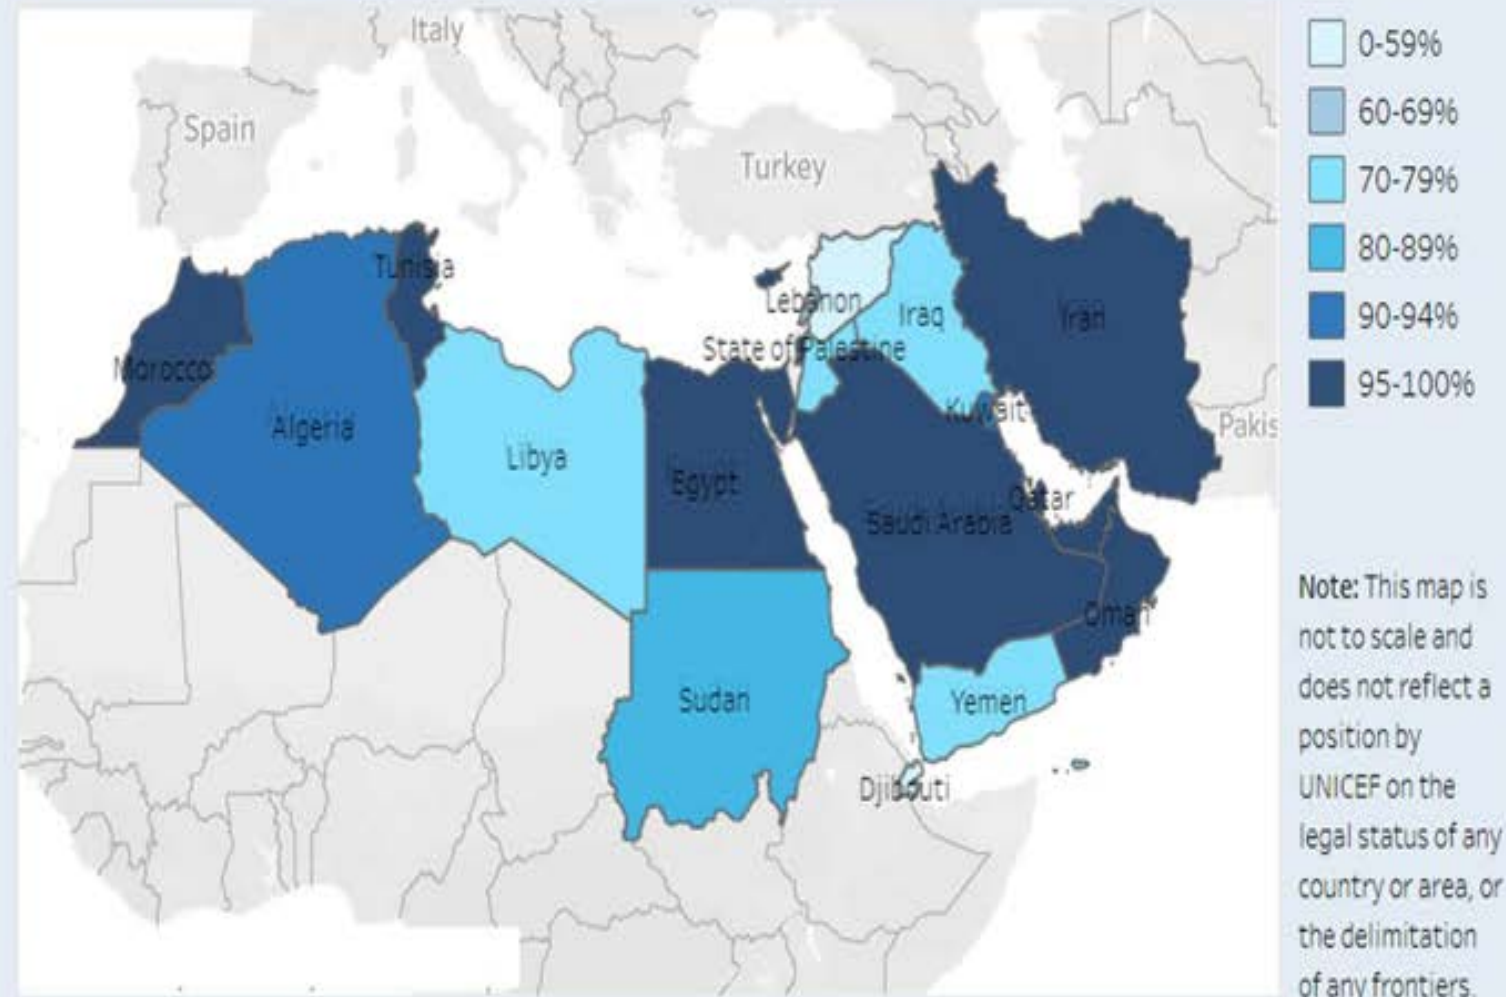 Italy
Spain
Turkey
Tunisia
Lebanon
Iraq
Iran
State of Palestine
Morocco
Kuwait
Algeria
Pakis
Libya
Egypt
Qatar
Saudi Arabia
Oman
Sudan
Yemen
Djibouti
0-59%
60-69%
70-79%
80-89%
90-94%
95-100%
Note: This map is
not to scale and
does not reflect a
position by
UNICEF on the
legal status of any
country or area, or
the delimitation
of any frontiers.